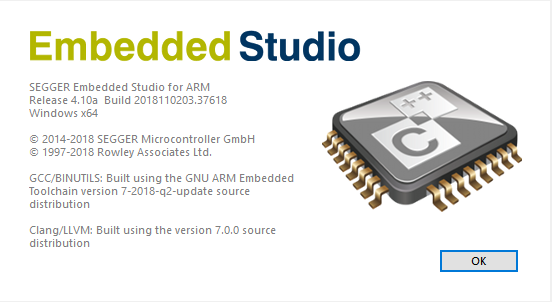 Embedded Studio
SEGGER Embedded Studio for ARM
Release 4.10a Build 2018110203.37618
Windows x64
© 2014-2018 SEGGER Microcontroller GmbH
© 1997-2018 Rowley Associates Ltd.
GCC/BINUTILS: Built using the GNU ARM Embedded
Toolchain version 7-2018-q2-update source
distribution
Clang/LLVM: Built using the version 7.0.0 source
distribution
++
C
OK